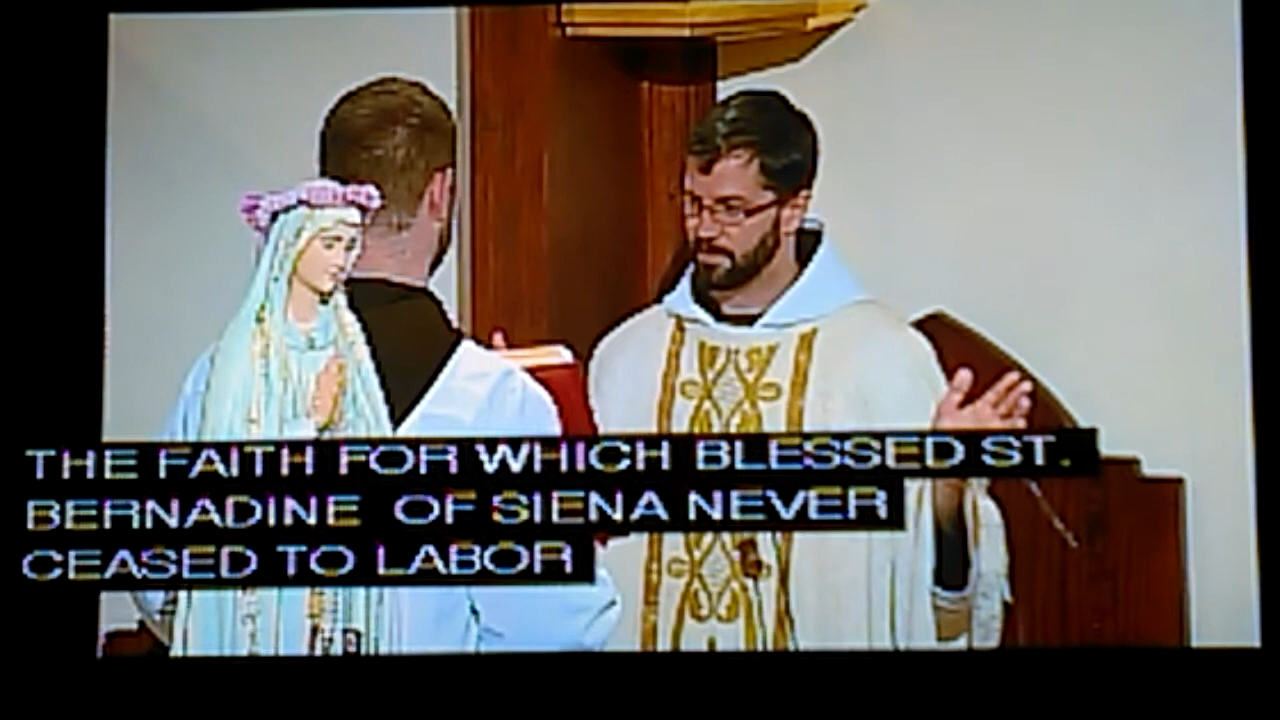 THE FAITH FOR WHICH BLESSED ST.
BERNADINE OF SIENA NEVER
CEASED TO LABOR